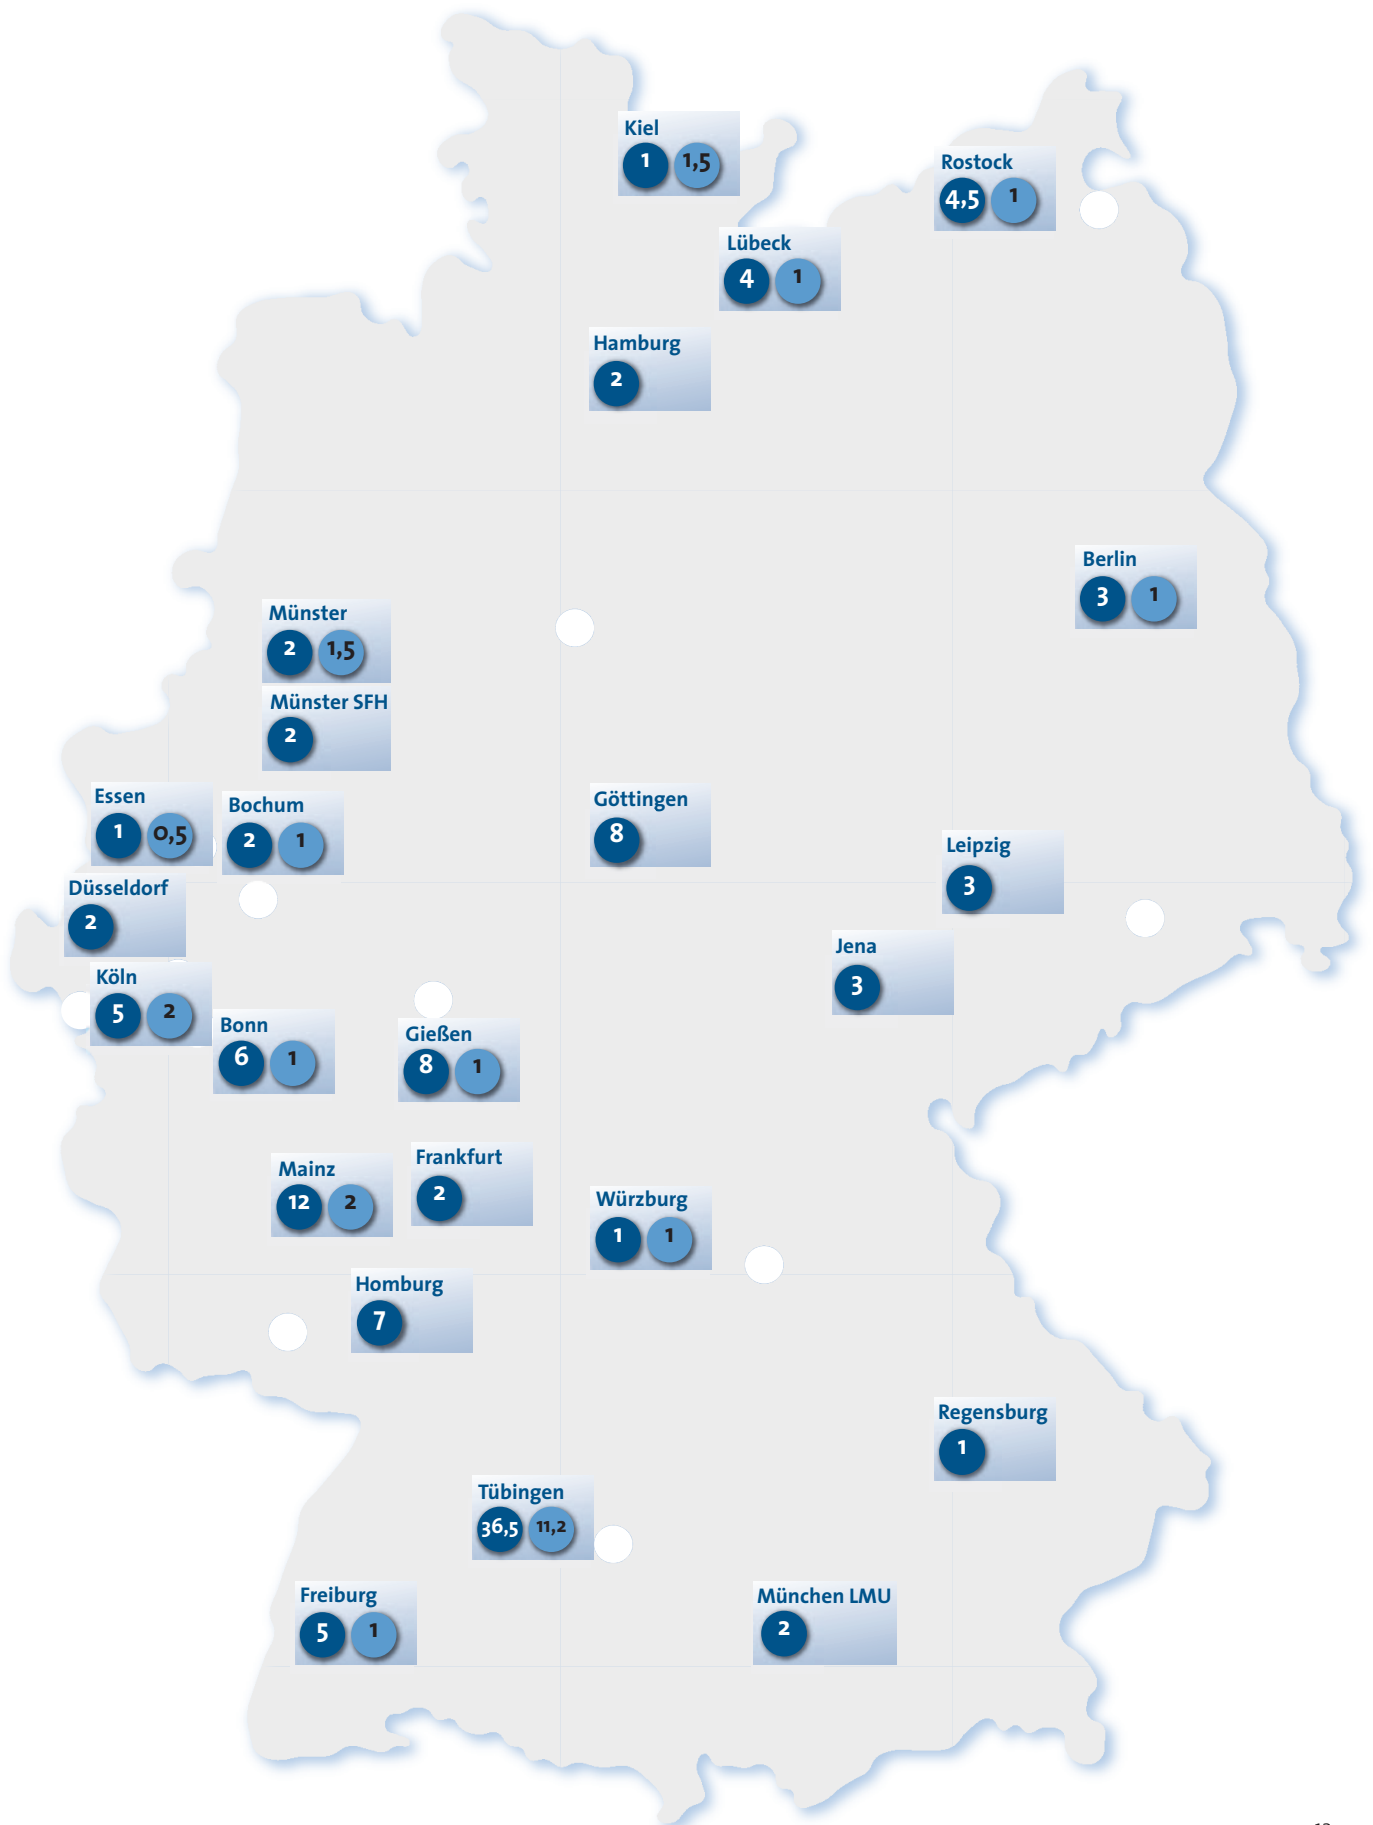 Kiel
1 1,5
Rostock
4,5 1
Lübeck
4 1
Hamburg
2
Berlin
3 1
Münster
2 1,5
Münster SFH
2
Essen
1 0,5
Bochum
2 1
Göttingen
8
Leipzig
3
Düsseldorf
2
Jena
3
Köln
5 2
Bonn
6 1
Gießen
8 1
Mainz
12 2
Frankfurt
2
Würzburg
1 1
Homburg
7
Regensburg
1
Tübingen
36,5 11,2
Freiburg
5 1
München LMU
2